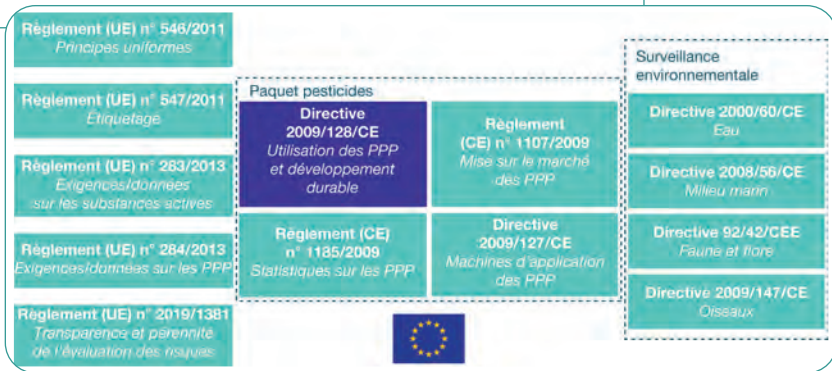 Règlement (UE) n° 546/2011
Principes uniformes
Règlement (UE) n° 547/2011
Étiquetage
Règlement (UE) n° 283/2013
Exigences/données
sur les substances actives
Règlement (UE) n° 284/2013
Exigences/données sur les PPP
Règlement (UE) n° 2019/1381
Transparence et pérennité
de l'évaluation des risques
Paquet pesticides
Directive
2009/128/CE
Utilisation des PPP
et développement
durable
Règlement
(CE) n° 1107/2009
Mise sur le marché
des PPP
Règlement (CE)
n° 1185/2009
Statistiques sur les PPP
Directive
2009/127/CE
Machines d'application
des PPP
Surveillance
environnementale
Directive 2000/60/CE
Eau
Directive 2008/56/CE
Milieu marin
Directive 92/42/CEE
Faune et flore
Directive 2009/147/CE
Oiseaux